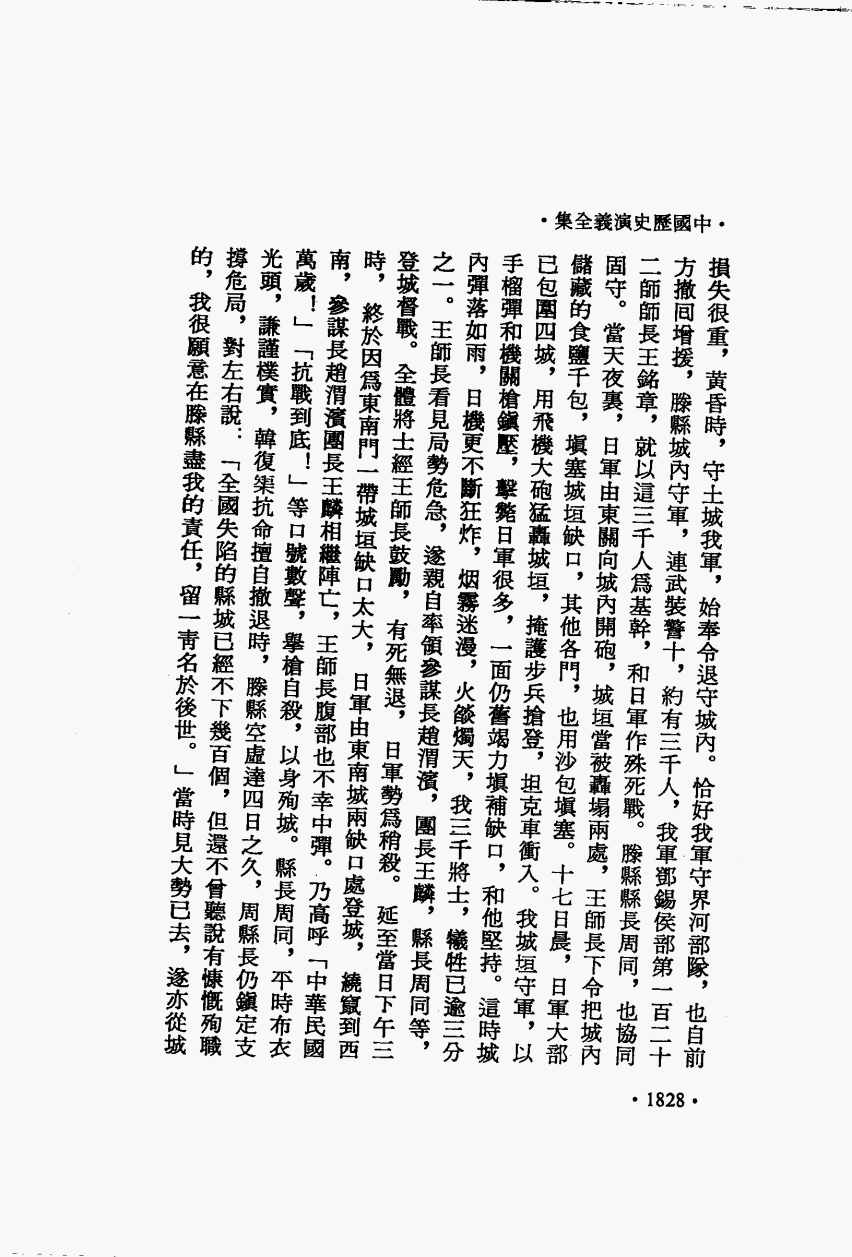 •中國歷史演義全集•
損失很重，黃昏時，守土城我軍，始奉令退守城內。恰好我軍守界河部隊，也自前
方撤回增援，滕縣城內守軍，連武裝警士，約有三千人，我軍鄧錫侯部第一百二十
二師師長王銘章，就以這三千人爲基幹，和日軍作殊死戰。滕縣縣長周同，也協同
固守。當天夜裏，日軍由東關向城內開砲，城垣當被轟塌兩處，王師長下令把城內
儲藏的食鹽千包，塡塞城垣缺口，其他各門，也用沙包塡塞。十七日晨，日軍大部
已包圍四城，用飛機大砲猛轟城垣，掩護步兵搶登，坦克車衝入。我城垣守軍，以
手榴彈和機關槍鎭壓，擊斃日軍很多，一面仍舊竭力塡補缺口，和他堅持。這時城
內彈落如雨，日機更不斷狂炸，烟霧迷漫，火燄燭天，我三千將士，犧牲已逾三分
之一。王師長看見局勢危急，遂親自率領參謀長趙渭濱，團長王麟，縣長周同等，
登城督戰。全體將士經王師長鼓勵，有死無退，日軍勢爲稍殺。延至當日下午三
時，終於因爲東南門一帶城垣缺口太大，日軍由東南城兩缺口處登城，繞竄到西
南，參謀長趙渭濱團長王麟相繼陣亡，王師長腹部也不幸中彈。乃高呼「中華民國
萬歲！」「抗戰到底！」等口號數聲，舉槍自殺，以身殉城。縣長周同，平時布衣
光頭，謙謹樸實，韓復榘抗命擅自撤退時，滕縣空虛達四日之久，周縣長仍鎭定支
撐危局，對左右說：「全國失陷的縣城已經不下幾百個，但還不曾聽說有慷慨殉職
的，我很願意在滕縣盡我的責任，留一靑名於後世。」當時見大勢已去，遂亦從城
•1828•